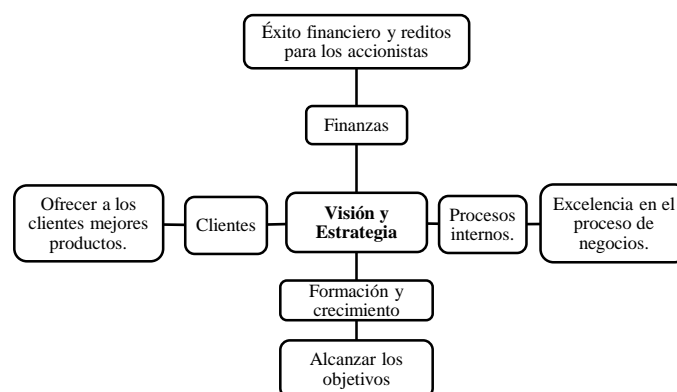 Éxito financiero y reditos
para los accionistas
Finanzas
Ofrecer a los
clientes mejores
productos.
Clientes
Visión y
Estrategia
Procesos
internos.
Excelencia en el
proceso de
negocios.
Formación y
crecimiento
Alcanzar los
objetivos